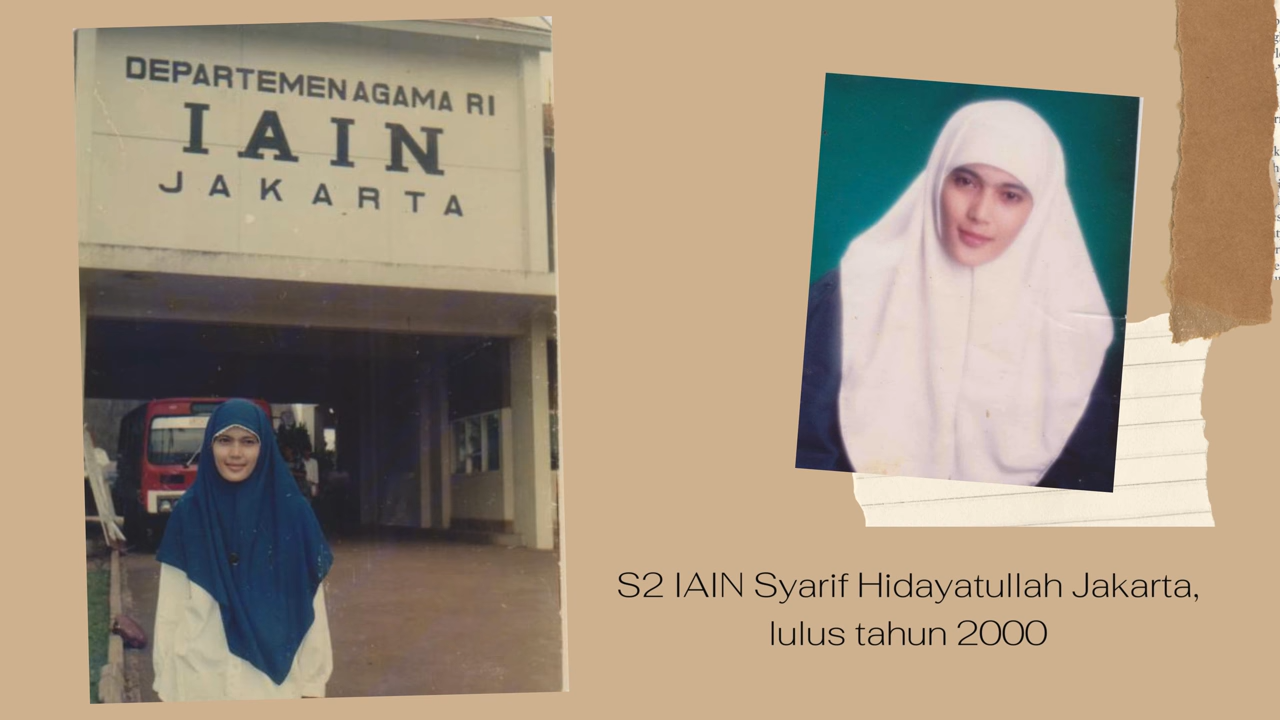 DEPARTEMEN AGAMA RI
IAIN
JAKARTA
S2 IAIN Syarif Hidayatullah Jakarta,
lulus tahun 2000